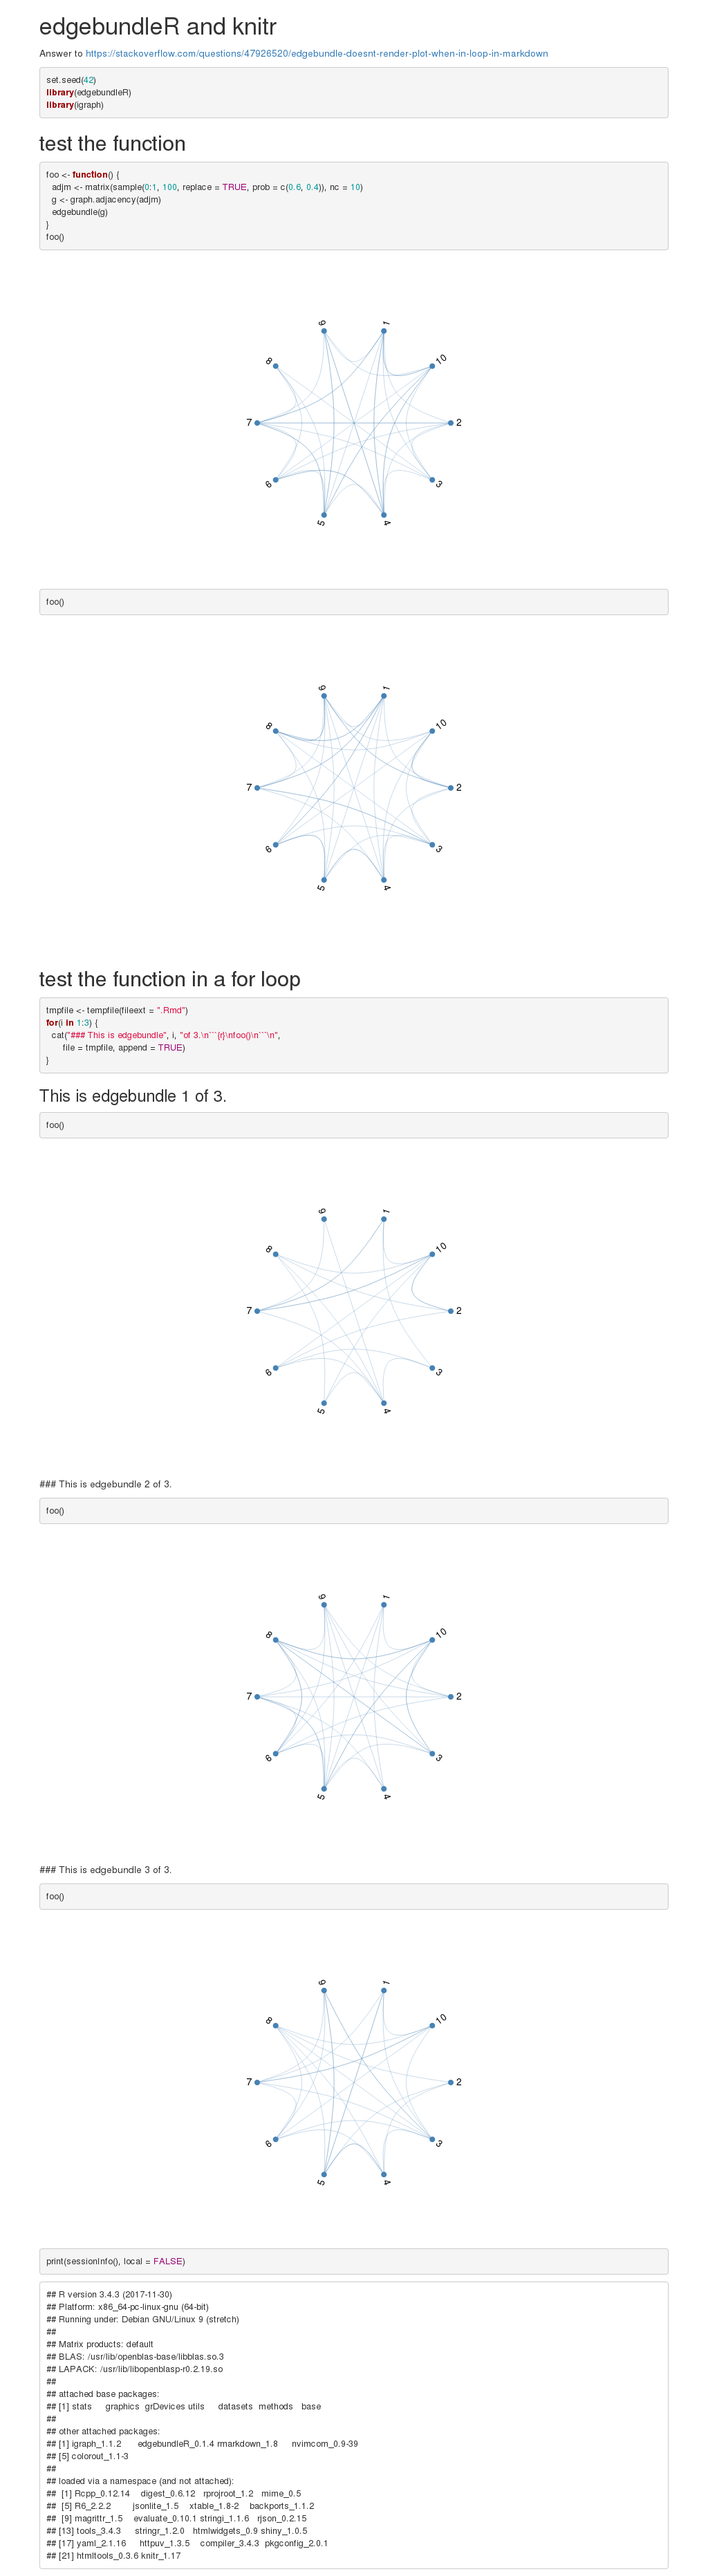 edgebundleR and knitr
Answer to https://stackoverflow.com/questions/47926520/edgebundle-doesnt-render-plot-when-in-loop-in-markdown
set.seed(42)
library(edgebundleR)
library(igraph)
test the function
foo <- function() {
  adjm <- matrix(sample(0:1, 100, replace = TRUE, prob = c(0.6, 0.4)), nc = 10)
  g <- graph.adjacency(adjm)
  edgebundle(g)
}
foo()
9 1
8 10
7 2
6 3
5 4
foo()
9 1
8 10
7 2
6 3
5 4
test the function in a for loop
tmpfile <- tempfile(fileext = ".Rmd")
for(i in 1:3) {
  cat("### This is edgebundle", i, "of 3.\n```{r}\nfoo()\n```\n",
      file = tmpfile, append = TRUE)
}
This is edgebundle 1 of 3.
foo()
9 1
8 10
7 2
6 3
5 4
### This is edgebundle 2 of 3.
foo()
9 1
8 10
7 2
6 3
5 4
### This is edgebundle 3 of 3.
foo()
9 1
8 10
7 2
6 3
5 4
print(sessionInfo(), local = FALSE)
## R version 3.4.3 (2017-11-30)
## Platform: x86_64-pc-linux-gnu (64-bit)
## Running under: Debian GNU/Linux 9 (stretch)
##
## Matrix products: default
## BLAS: /usr/lib/openblas-base/libblas.so.3
## LAPACK: /usr/lib/libopenblasp-r0.2.19.so
##
## attached base packages:
## [1] stats     graphics  grDevices utils     datasets  methods   base
##
## other attached packages:
## [1] igraph_1.1.2      edgebundleR_0.1.4 rmarkdown_1.8     nvimcom_0.9-39
## [5] colorout_1.1-3
##
## loaded via a namespace (and not attached):
##  [1] Rcpp_0.12.14    digest_0.6.12   rprojroot_1.2   mime_0.5
##  [5] R6_2.2.2        jsonlite_1.5    xtable_1.8-2    backports_1.1.2
##  [9] magrittr_1.5    evaluate_0.10.1 stringi_1.1.6   rjson_0.2.15
## [13] tools_3.4.3     stringr_1.2.0   htmlwidgets_0.9 shiny_1.0.5
## [17] yaml_2.1.16     httpuv_1.3.5    compiler_3.4.3  pkgconfig_2.0.1
## [21] htmltools_0.3.6 knitr_1.17